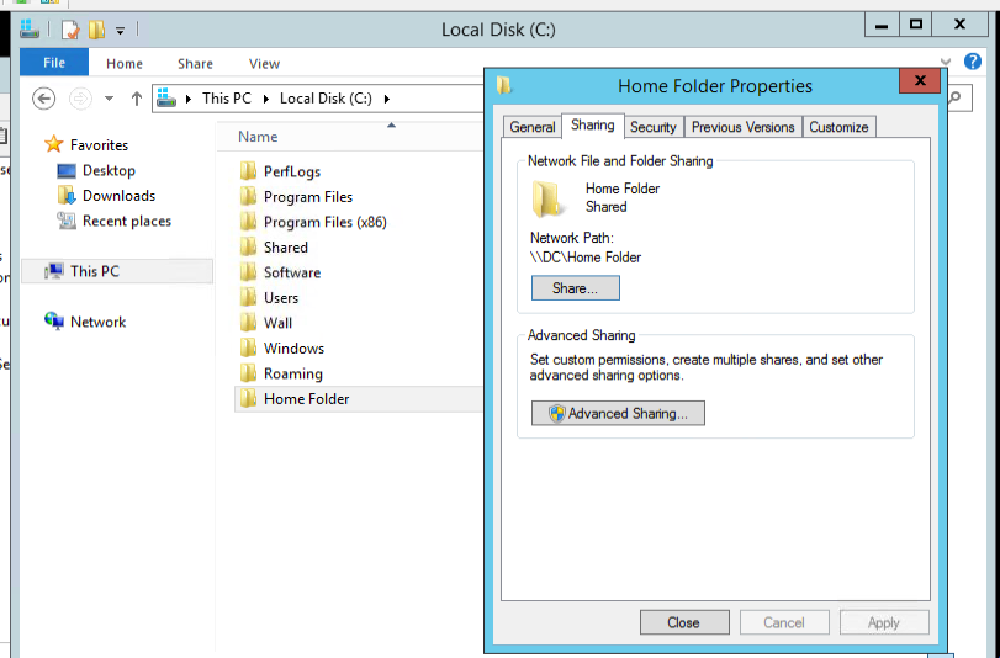 Local Disk (C:)
File Home Share View
This PC Local Disk (C:)
Favorites
Desktop
Downloads
Recent places
This PC
Network
Name
PerfLogs
Program Files
Program Files (x86)
Shared
Software
Users
Wall
Windows
Roaming
Home Folder
Home Folder Properties
General Sharing Security Previous Versions Customize
Network File and Folder Sharing
Home Folder
Shared
Network Path:
\\DC\Home Folder
Share...
Advanced Sharing
Set custom permissions, create multiple shares, and set other
advanced sharing options.
Advanced Sharing...
Close Cancel Apply